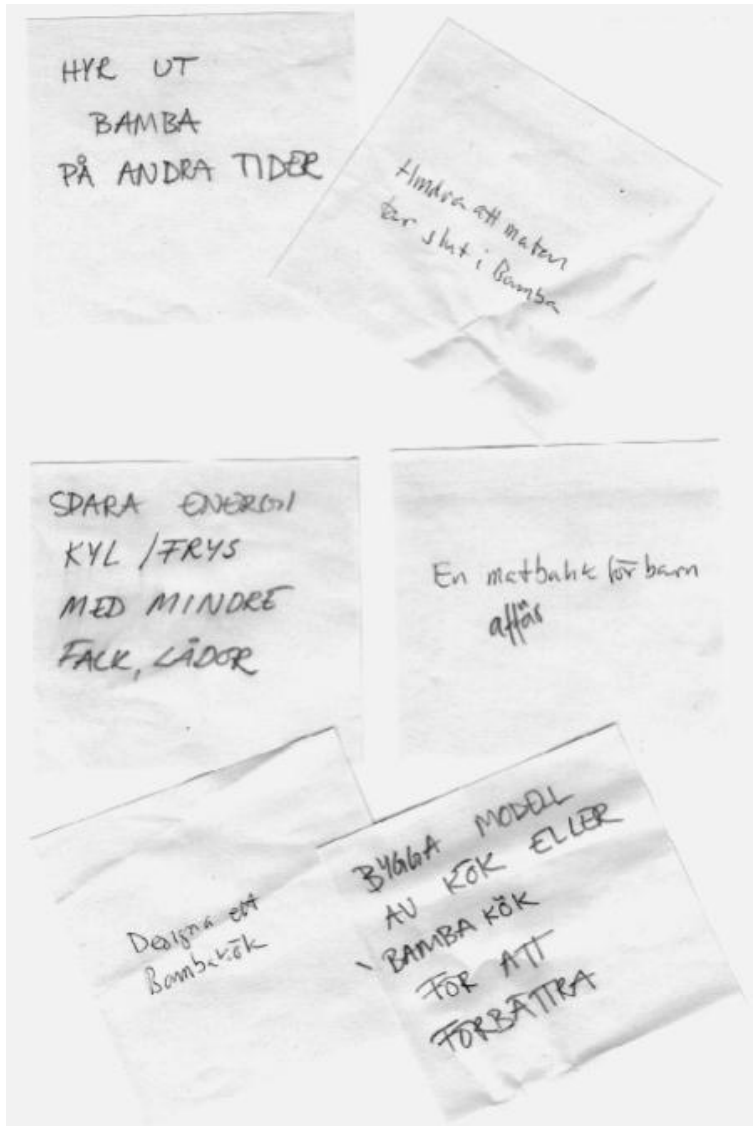 HYR UT
BAMBA
PÅ ANDRA TIDER
Hindra att maten
tar slut i Bamba
SPARA ENERGI
KYL / FRYS
MED MINDRE
FACK, LÅDOR
En matbutik för barn
affär
Designa ett
Bambakök
BYGGA MODELL
AV KÖK ELLER
BAMBA KÖK
FÖR ATT
FÖRBÄTTRA